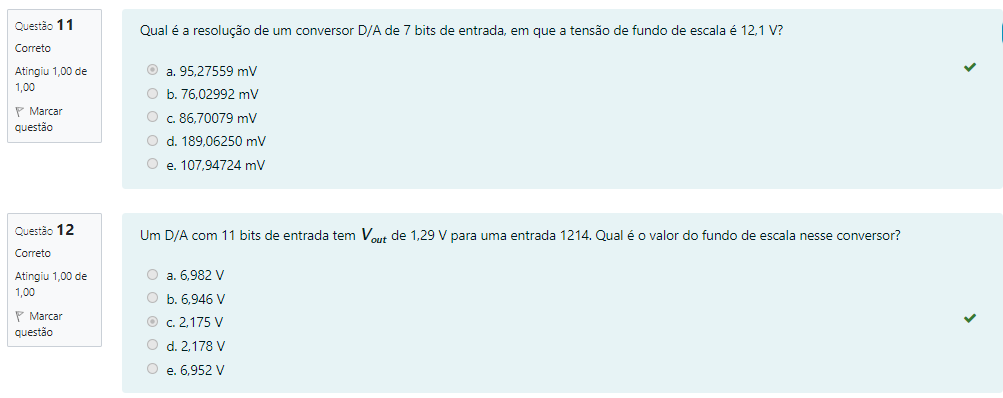 Questão 11
Correto
Atingiu 1,00 de
1,00
Marcar
questão
Qual é a resolução de um conversor D/A de 7 bits de entrada, em que a tensão de fundo de escala é 12,1 V?
a. 95,27559 mV
b. 76,02992 mV
c. 86,70079 mV
d. 189,06250 mV
e. 107,94724 mV
Questão 12
Correto
Atingiu 1,00 de
1,00
Marcar
questão
Um D/A com 11 bits de entrada tem Vout de 1,29 V para uma entrada 1214. Qual é o valor do fundo de escala nesse conversor?
a. 6,982 V
b. 6,946 V
c. 2,175 V
d. 2,178 V
e. 6,952 V